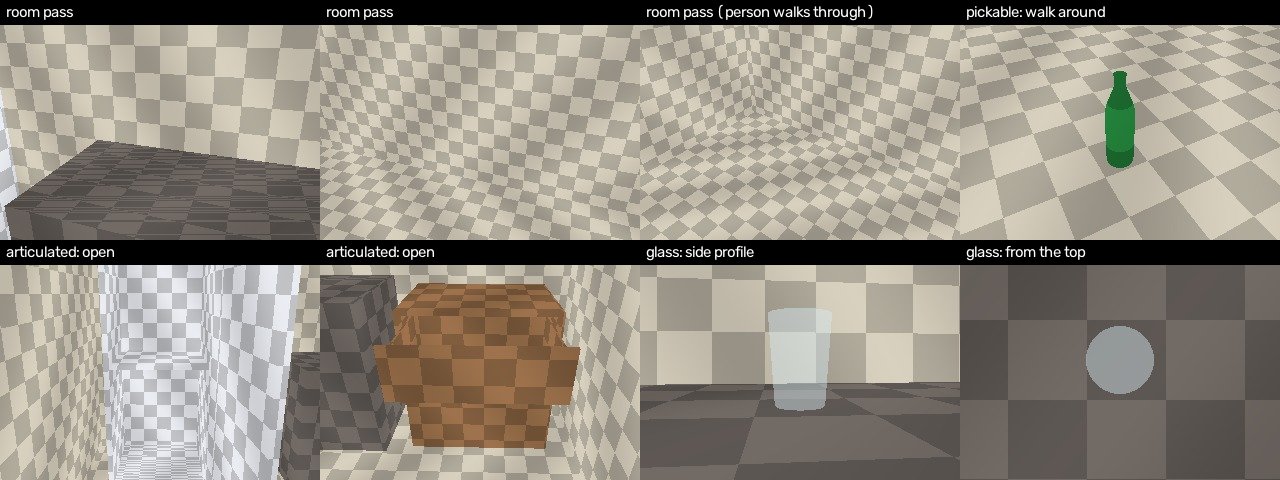 room pass
room pass
room pass (person walks through)
pickable: walk around
articulated: open
articulated: open
glass: side profile
glass: from the top